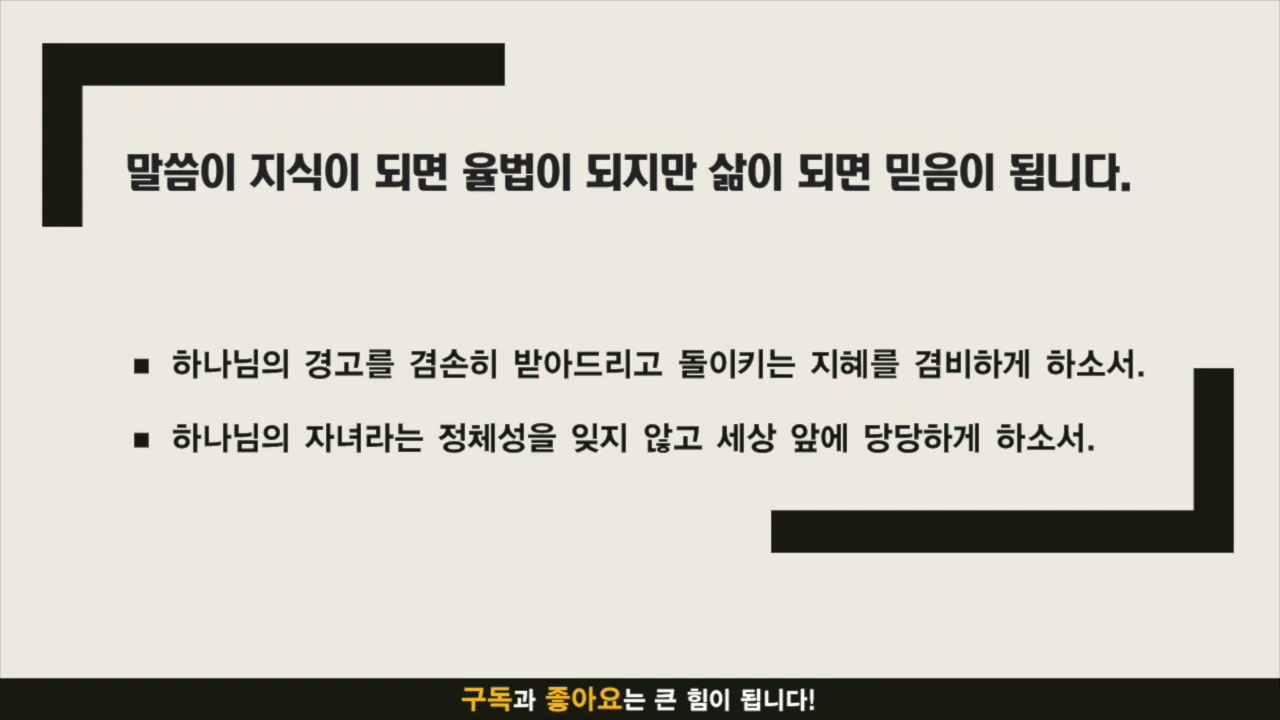 말씀이 지식이 되면 율법이 되지만 삶이 되면 믿음이 됩니다.
■ 하나님의 경고를 겸손히 받아드리고 돌이키는 지혜를 겸비하게 하소서.
■ 하나님의 자녀라는 정체성을 잊지 않고 세상 앞에 당당하게 하소서.
구독과 좋아요는 큰 힘이 됩니다!